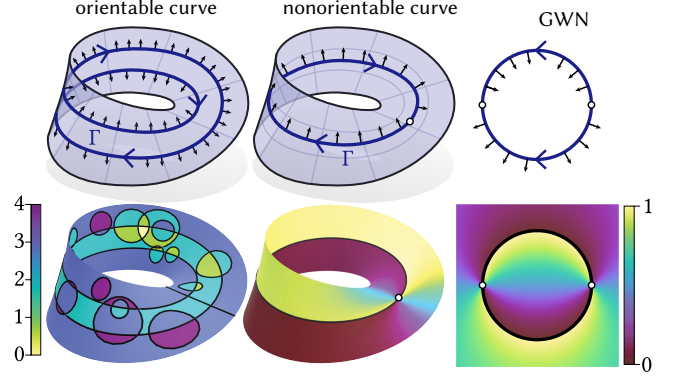 orientable curve
nonorientable curve
GWN
Γ
Γ
4
3
2
1
0
1
0